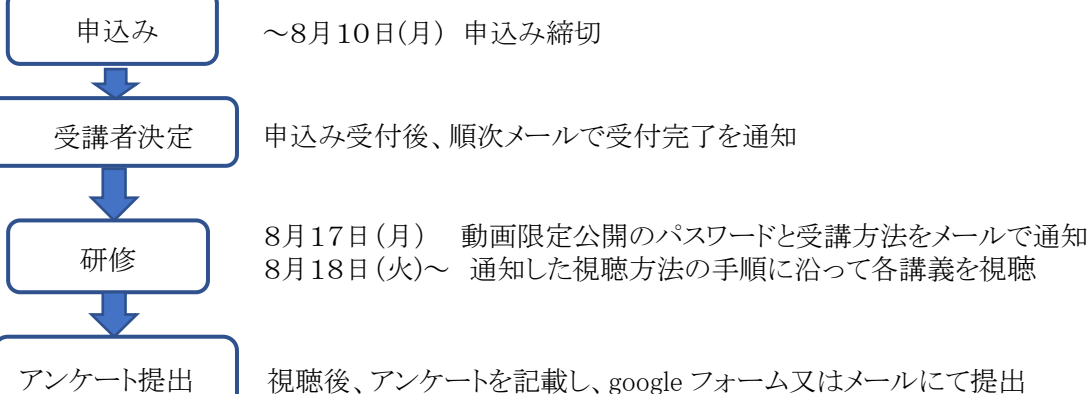 申込み
～8月10日(月) 申込み締切
受講者決定
申込み受付後、順次メールで受付完了を通知
研修
8月17日(月)　動画限定公開のパスワードと受講方法をメールで通知
8月18日(火)～ 通知した視聴方法の手順に沿って各講義を視聴
アンケート提出
視聴後、アンケートを記載し、google フォーム又はメールにて提出